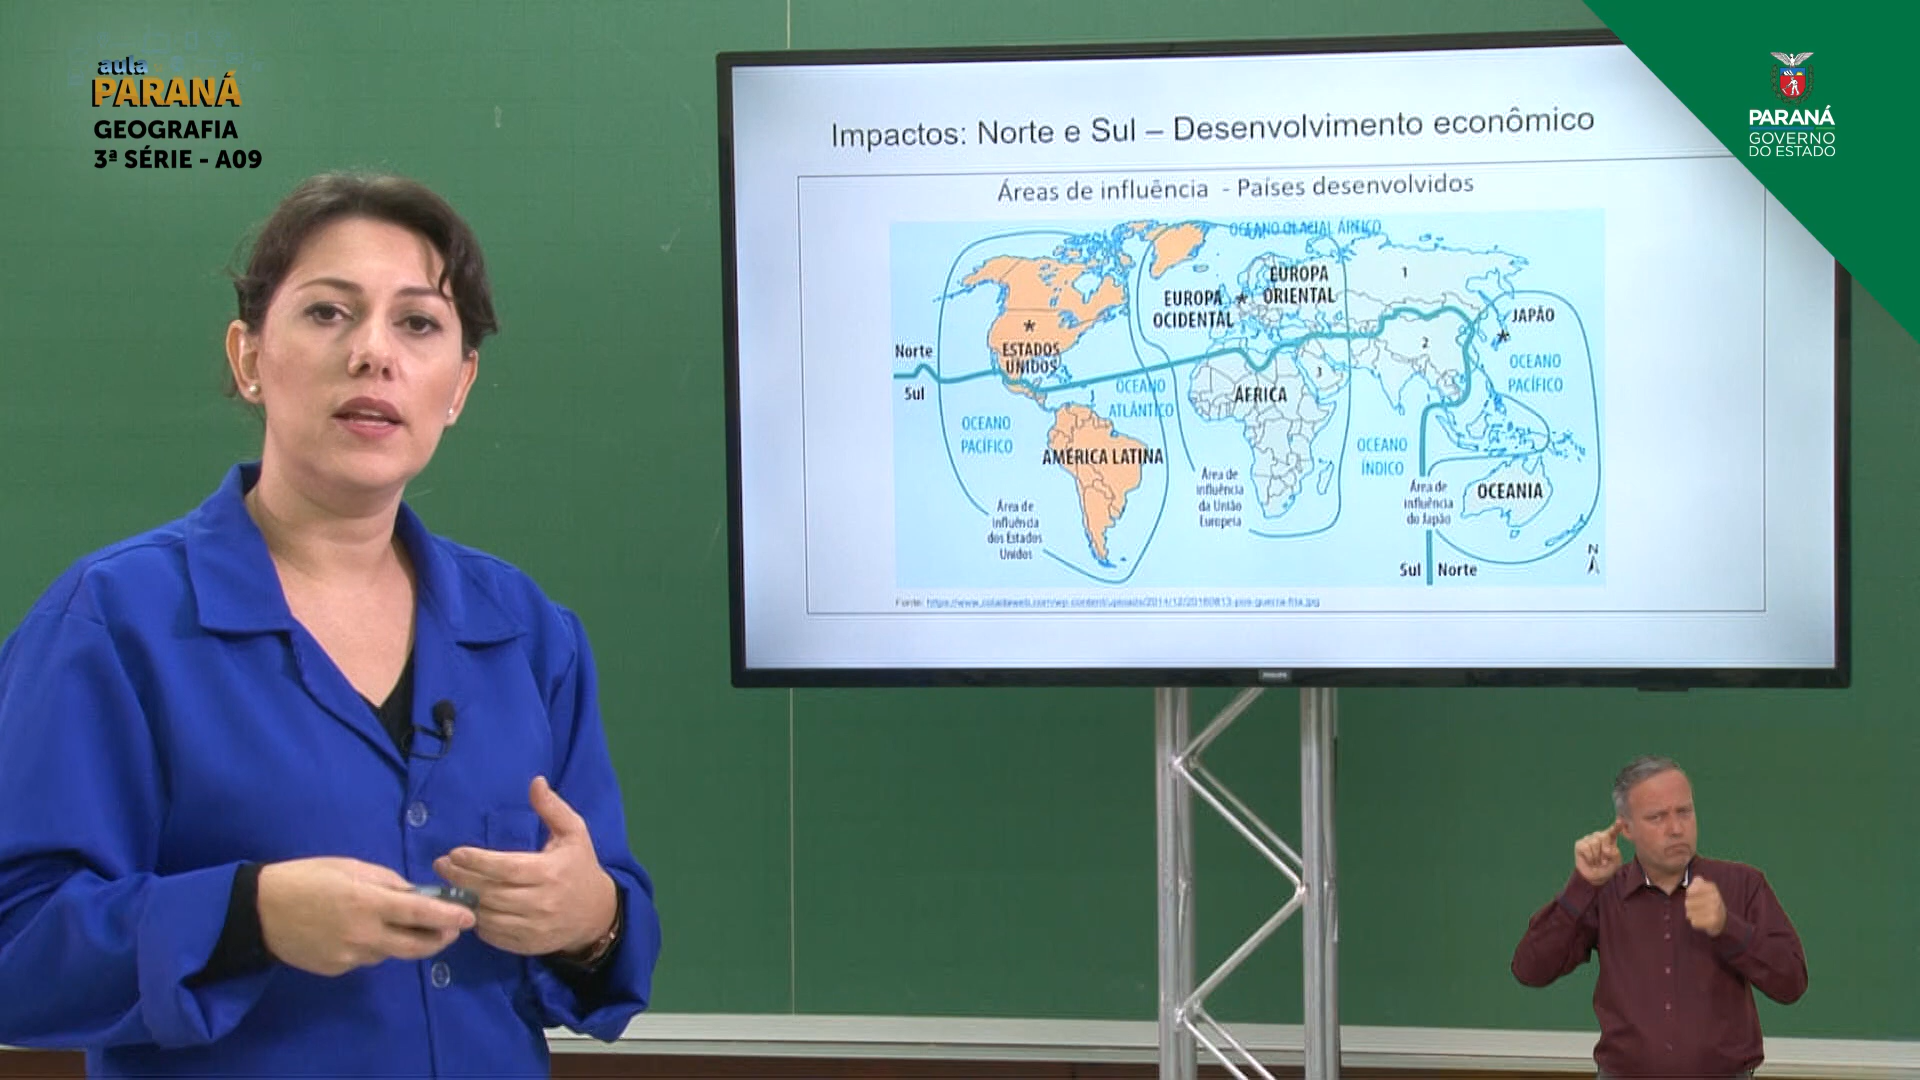 aula
PARANÁ
GEOGRAFIA
3ª SÉRIE - A09
PARANÁ
GOVERNO
DO ESTADO
Impactos: Norte e Sul – Desenvolvimento econômico
Áreas de influência - Países desenvolvidos
OCEANO GLACIAL ÁRTICO
EUROPA
OCIDENTAL
EUROPA
ORIENTAL
1
JAPÃO
Norte
Sul
ESTADOS
UNIDOS
2
3
OCEANO
PACÍFICO
OCEANO
ATLÂNTICO
ÁFRICA
OCEANO
PACÍFICO
AMÉRICA LATINA
OCEANO
ÍNDICO
OCEANIA
Área de
influência
dos Estados
Unidos
Área de
influência
da União
Europeia
Área de
influência
do Japão
N
Sul
Norte
Fonte:
PHILIPS